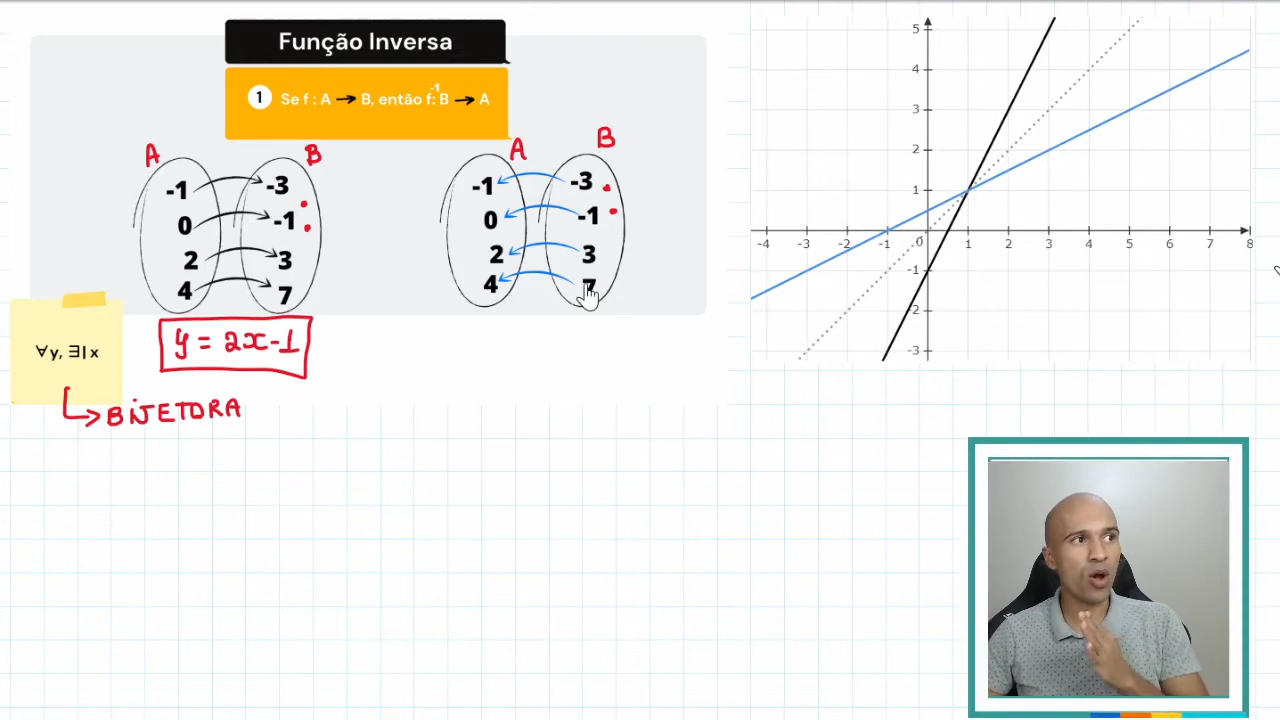 Função Inversa
1 Se f : A → B, então f⁻¹: B → A
A B
-1 -3
0 -1
2 3
4 7
A B
-1 -3
0 -1
2 3
4 7
y = 2x-1
∀y, ∃| x
BIJETORA
5
4
3
2
1
-4 -3 -2 -1 0 1 2 3 4 5 6 7 8
-1
-2
-3